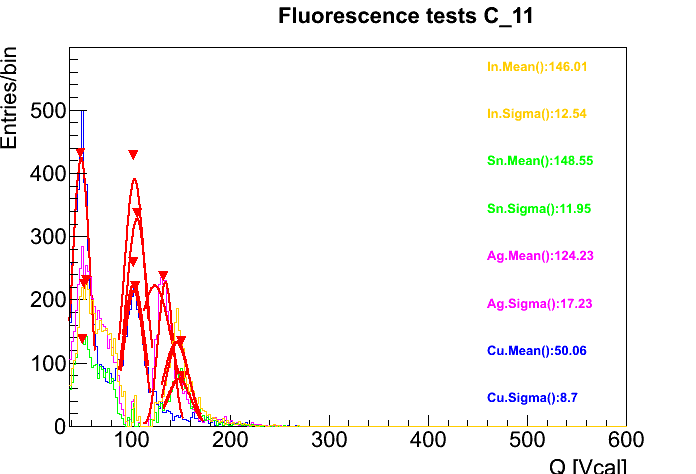 Fluorescence tests C_11
Entries/bin
In.Mean():146.01
In.Sigma():12.54
Sn.Mean():148.55
Sn.Sigma():11.95
Ag.Mean():124.23
Ag.Sigma():17.23
Cu.Mean():50.06
Cu.Sigma():8.7
500
400
300
200
100
0
100 200 300 400 500 600
Q [Vcal]